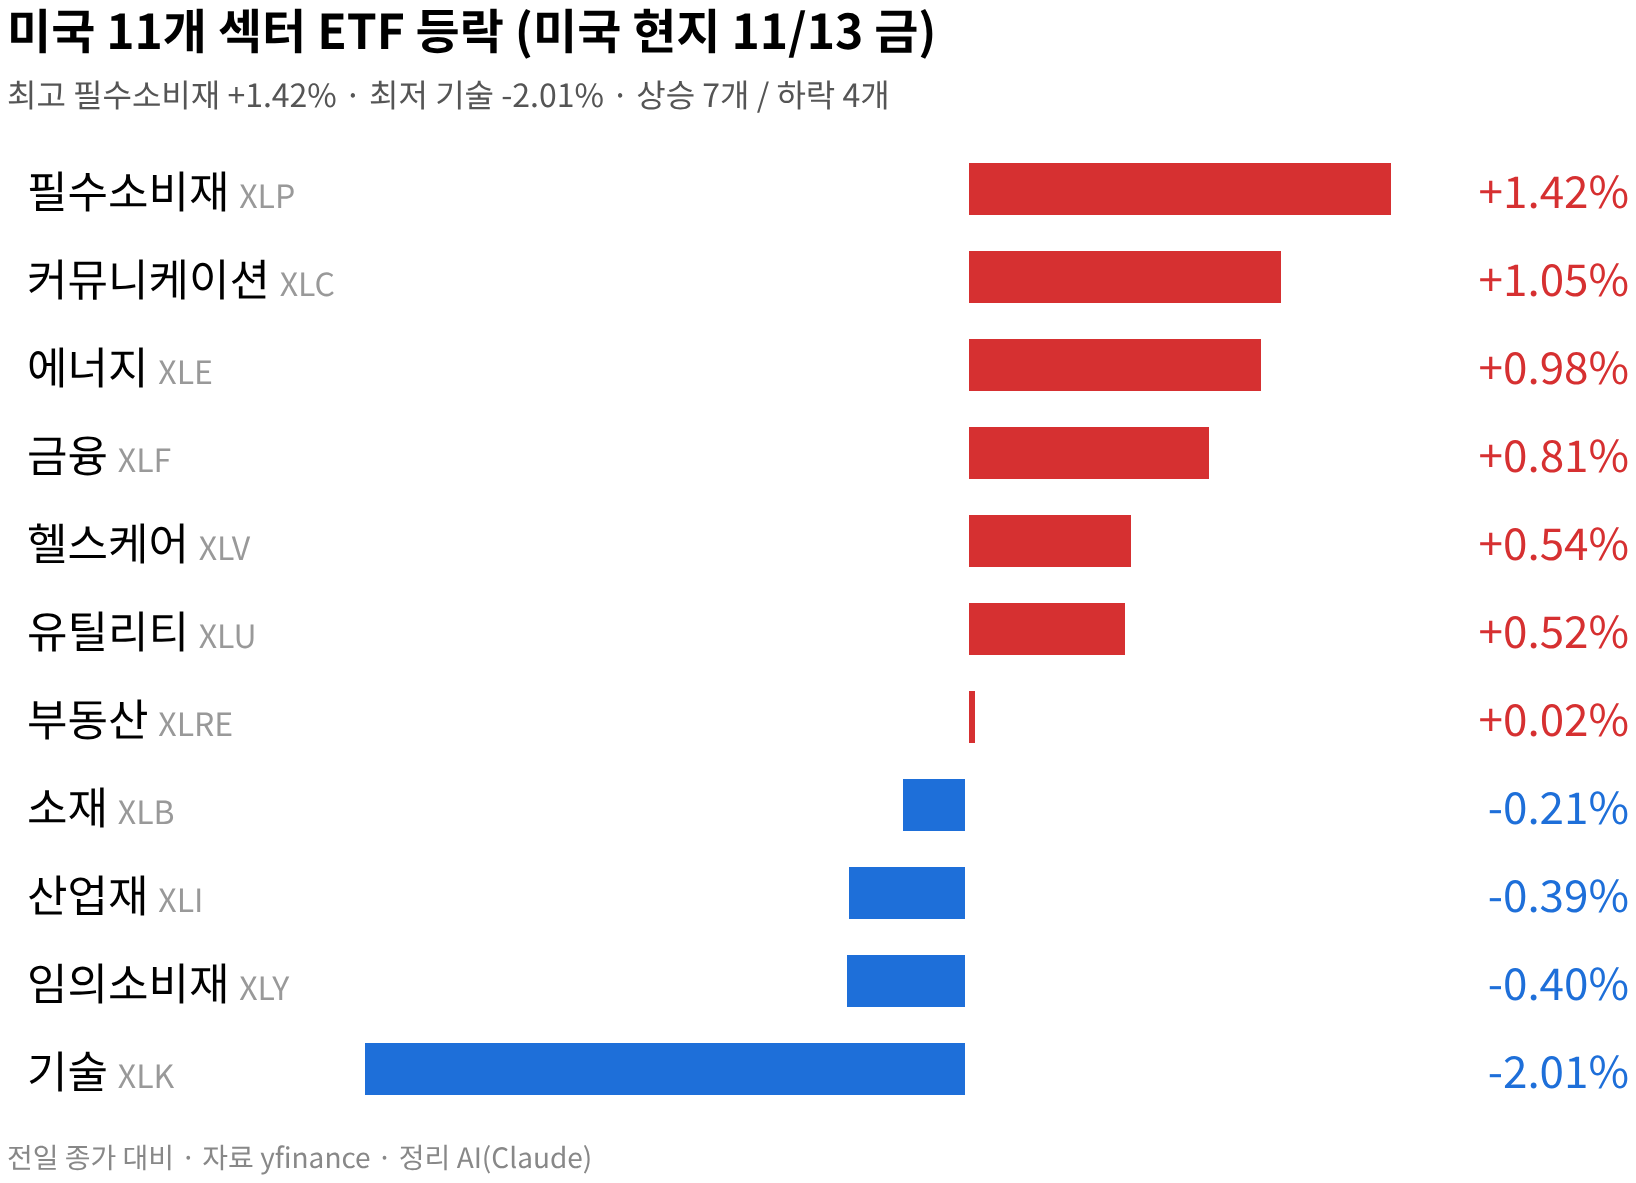 미국 11개 섹터 ETF 등락 (미국 현지 11/13 금)
최고 필수소비재 +1.42% · 최저 기술 -2.01% · 상승 7개 / 하락 4개
필수소비재 XLP +1.42%
커뮤니케이션 XLC +1.05%
에너지 XLE +0.98%
금융 XLF +0.81%
헬스케어 XLV +0.54%
유틸리티 XLU +0.52%
부동산 XLRE +0.02%
소재 XLB -0.21%
산업재 XLI -0.39%
임의소비재 XLY -0.40%
기술 XLK -2.01%
전일 종가 대비 · 자료 yfinance · 정리 AI(Claude)